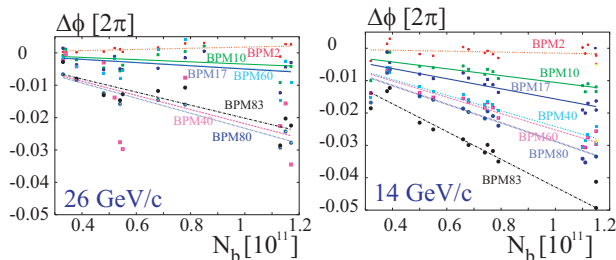 Δϕ [2π]
0
-0.01
-0.02
-0.03
-0.04
-0.05
BPM2
BPM10
BPM17
BPM60
BPM83
BPM40
BPM80
26 GeV/c
0.4 0.6 0.8 1.0 1.2
N_b [10^11]
Δϕ [2π]
0
-0.01
-0.02
-0.03
-0.04
-0.05
BPM2
BPM10
BPM17
BPM40
BPM60
BPM80
BPM83
14 GeV/c
0.4 0.6 0.8 1.0 1.2
N_b [10^11]